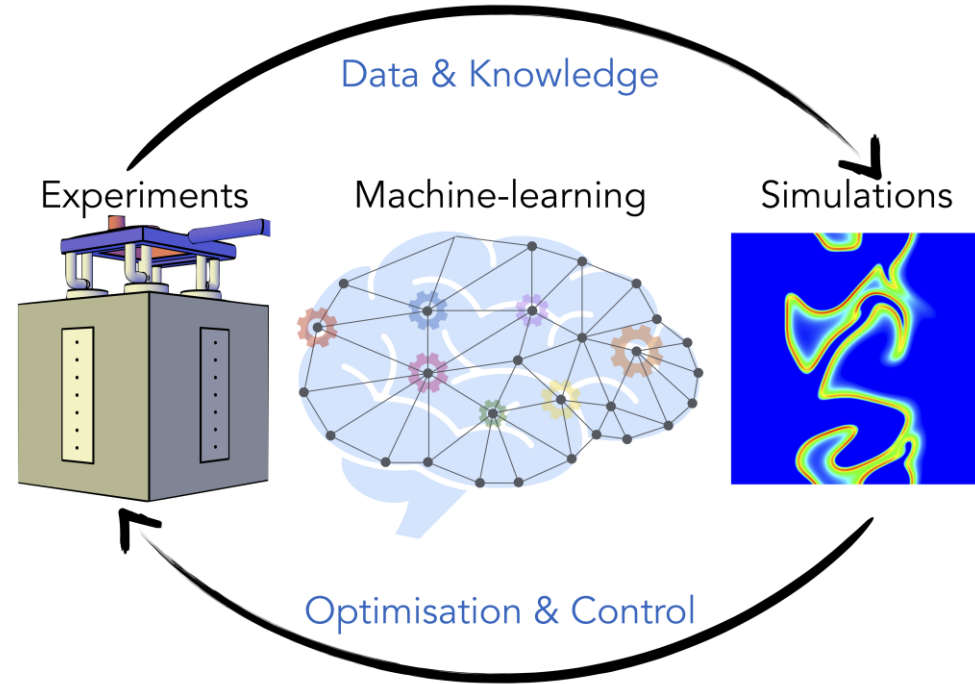 Data & Knowledge
Experiments
Machine-learning
Simulations
Optimisation & Control